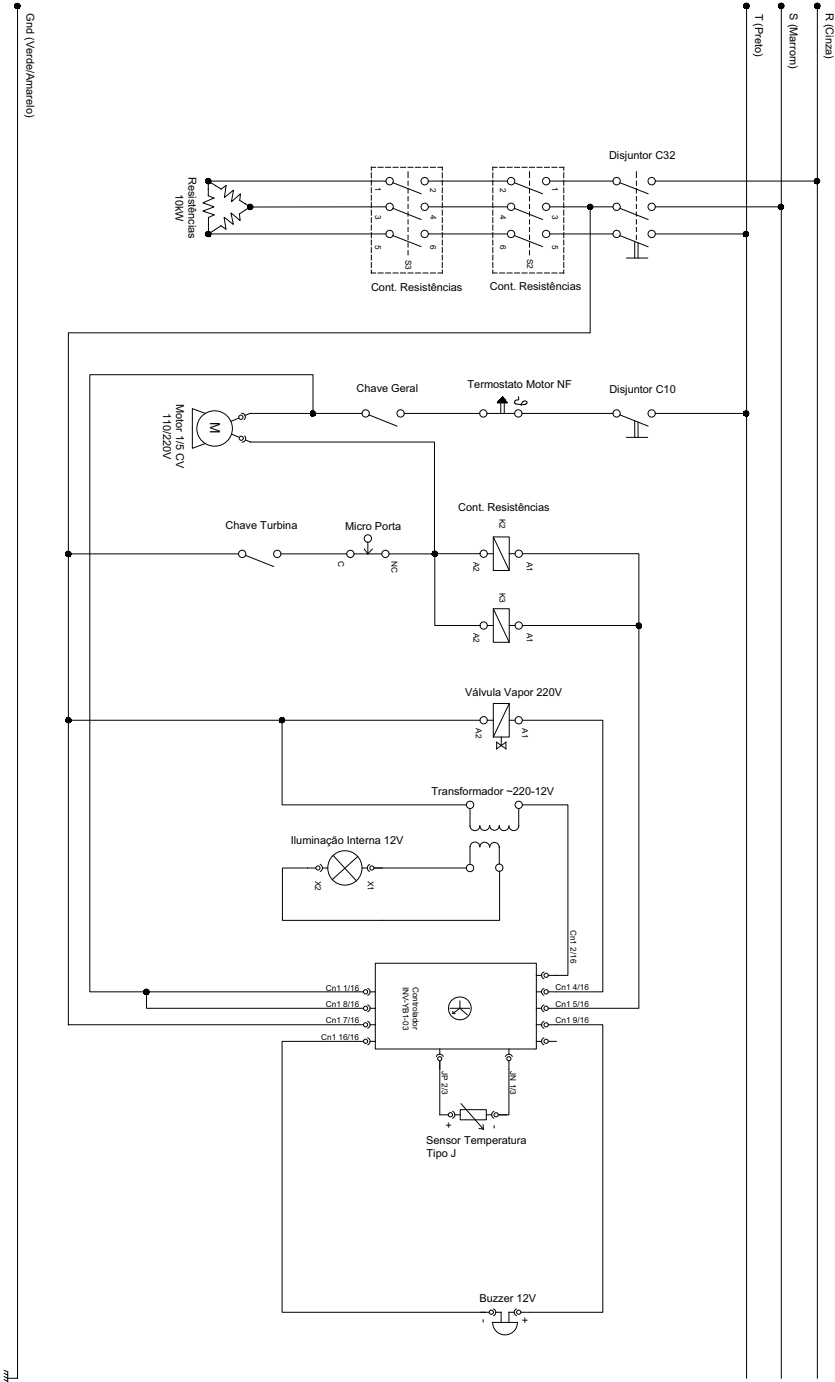 R (Cinza)
S (Marrom)
T (Preto)
Gnd (Verde/Amarelo)
Disjuntor C32
1
2
1
2
3
4
3
4
5
6
5
6
S3
S2
Resistências
10kW
Cont. Resistências
Cont. Resistências
Chave Geral
Termostato Motor NF
Disjuntor C10
M
Motor 1/5 CV
110/220V
Cont. Resistências
K2
Chave Turbina
Micro Porta
C
NC
A2
A1
K3
A2
A1
Válvula Vapor 220V
A2
A1
Transformador ~220-12V
Iluminação Interna 12V
X2
X1
Cn1 2/16
Cn1 1/16
Cn1 4/16
Cn1 8/16
Cn1 5/16
Cn1 7/16
Cn1 9/16
Cn1 16/16
Controlador
INV-YB1-03
JP 2/3
JN 1/3
+
-
Sensor Temperatura
Tipo J
Buzzer 12V
-
+